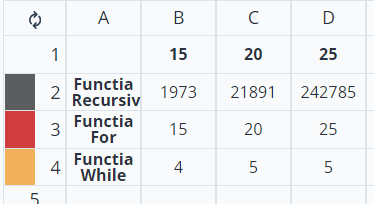 A B C D
1 15 20 25
2 Functia 1973 21891 242785
Recursiv
3 Functia 15 20 25
For
4 Functia 4 5 5
While
5